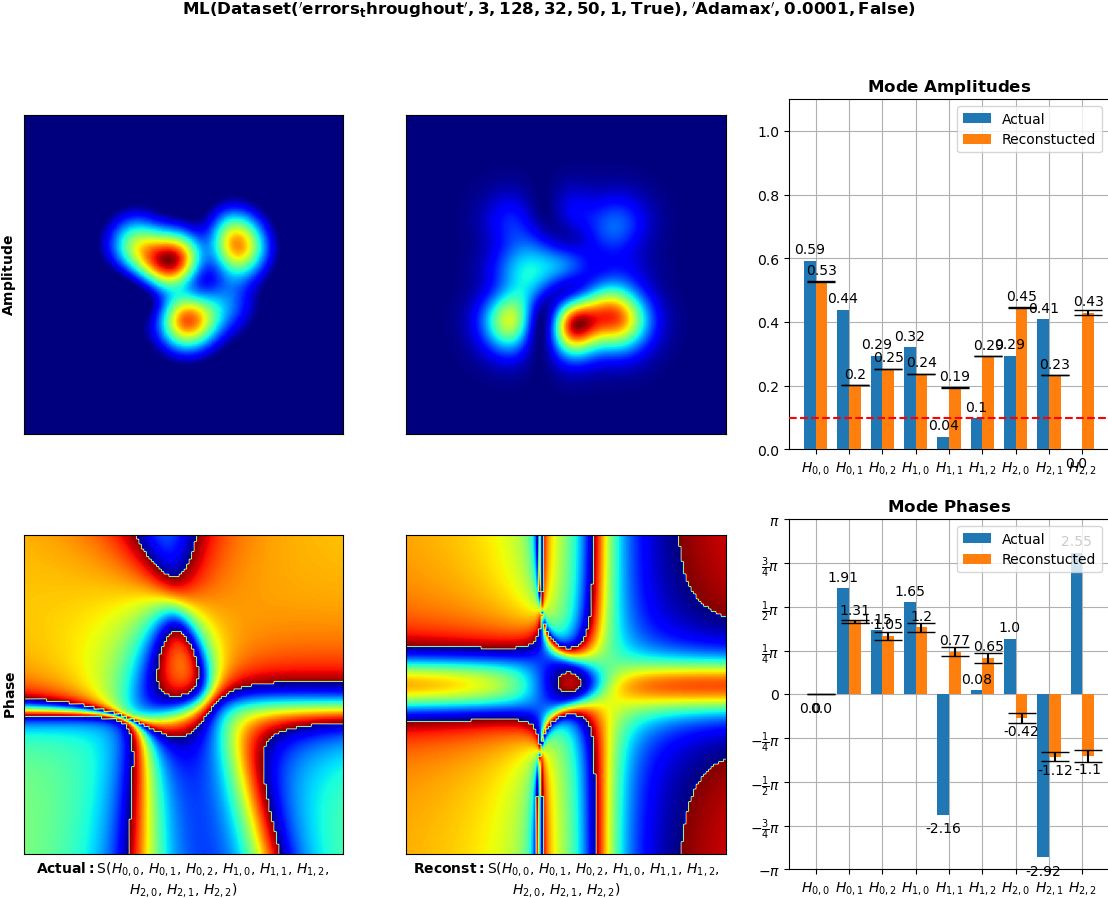 ML(Dataset('errors_throughout', 3, 128, 32, 50, 1, True), 'Adamax', 0.0001, False)
Amplitude
Mode Amplitudes
Actual
Reconstucted
1.0
0.8
0.6
0.4
0.2
0.0
0.59
0.53
0.44
0.2
0.29
0.25
0.32
0.24
0.04
0.19
0.1
0.29
0.29
0.45
0.41
0.23
0.0
0.43
H0,0 H0,1 H0,2 H1,0 H1,1 H1,2 H2,0 H2,1 H2,2
Phase
Mode Phases
Actual
Reconstucted
π
3/4π
1/2π
1/4π
0
−1/4π
−1/2π
−3/4π
−π
0.0
0.0
1.91
1.31
1.15
1.05
1.65
1.2
-2.16
0.77
0.08
0.65
1.0
-0.42
-2.92
-1.12
2.55
-1.1
H0,0 H0,1 H0,2 H1,0 H1,1 H1,2 H2,0 H2,1 H2,2
Actual: S(H0,0, H0,1, H0,2, H1,0, H1,1, H1,2,
H2,0, H2,1, H2,2)
Reconst: S(H0,0, H0,1, H0,2, H1,0, H1,1, H1,2,
H2,0, H2,1, H2,2)